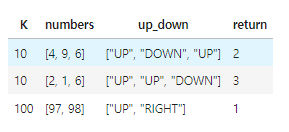 K numbers up_down return
10 [4, 9, 6] ["UP", "DOWN", "UP"] 2
10 [2, 1, 6] ["UP", "UP", "DOWN"] 3
100 [97, 98] ["UP", "RIGHT"] 1